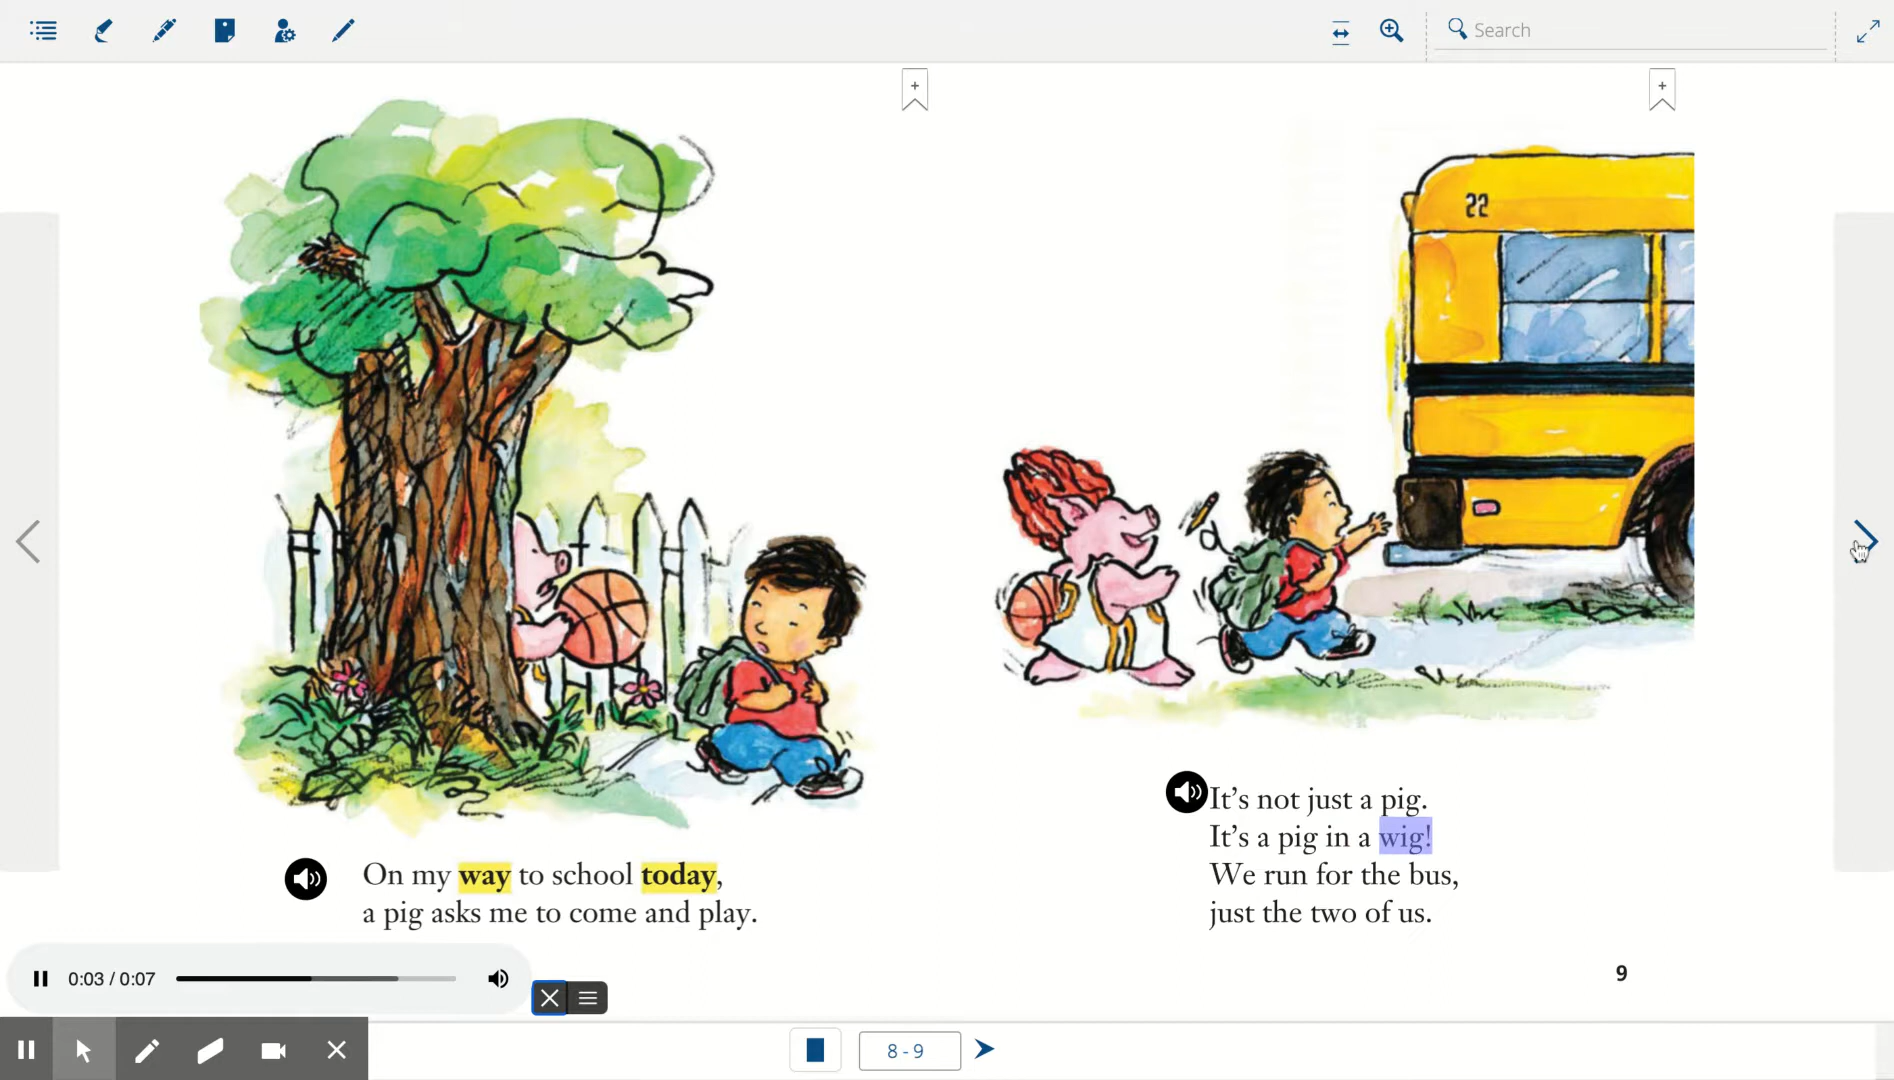 Search
22
On my way to school today,
a pig asks me to come and play.
It's not just a pig.
It's a pig in a wig!
We run for the bus,
just the two of us.
9
0:03 / 0:07
8 - 9